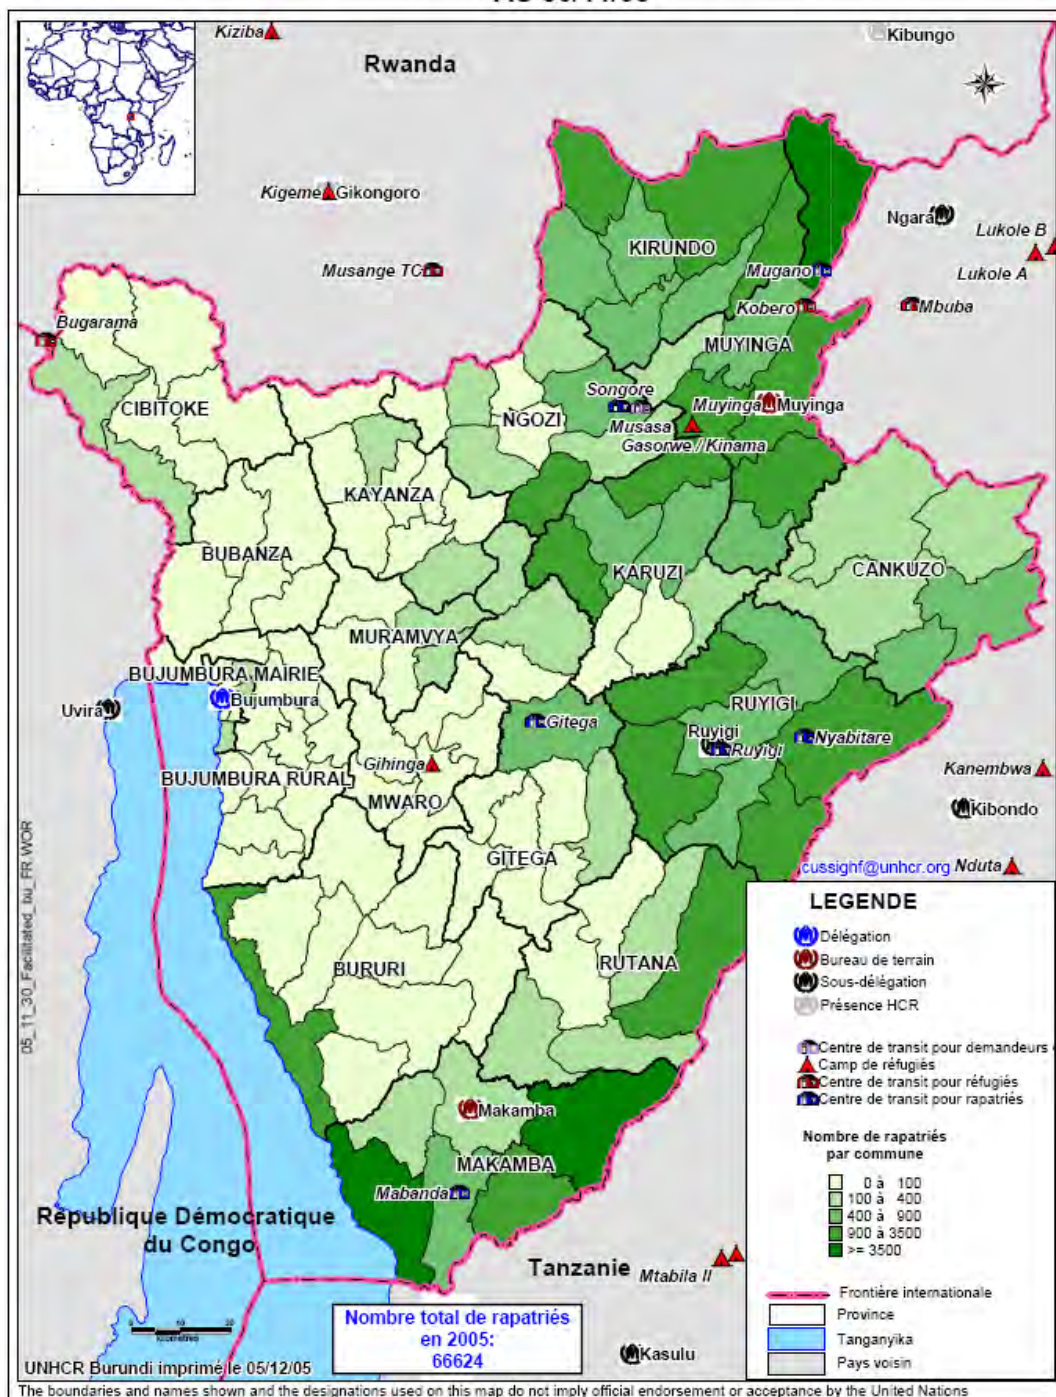 Kiziba
Kibungo
Rwanda
Kigeme
Gikongoro
Ngara
Lukole B
Lukole A
KIRUNDO
Musange TC
Mugano
Kobero
Mbuba
Bugarama
MUYINGA
CIBITOKE
Songore
NGOZI
Muyinga
Muyinga
Musasa
Gasorwe / Kinama
KAYANZA
BUBANZA
KARUZI
CANKUZO
MURAMVYA
BUJUMBURA MAIRIE
Bujumbura
Uvira
RUYIGI
Gitega
Ruyigi
Ruyigi
Nyabitare
Gihinga
BUJUMBURA RURAL
MWARO
Kanembwa
Kibondo
GITEGA
cussighf@unhcr.org
Nduta
BURURI
RUTANA
Makamba
MAKAMBA
Mabanda
République Démocratique
du Congo
Tanzanie
Mtabila II
Kasulu
LEGENDE
Délégation
Bureau de terrain
Sous-délégation
Présence HCR
Centre de transit pour demandeurs
Camp de réfugiés
Centre de transit pour réfugiés
Centre de transit pour rapatriés
Nombre de rapatriés
par commune
0 à 100
100 à 400
400 à 900
900 à 3500
>= 3500
Frontière internationale
Province
Tanganyika
Pays voisin
Nombre total de rapatriés
en 2005:
66624
UNHCR Burundi imprimé le 05/12/05
The boundaries and names shown and the designations used on this map do not imply official endorsement or acceptance by the United Nations